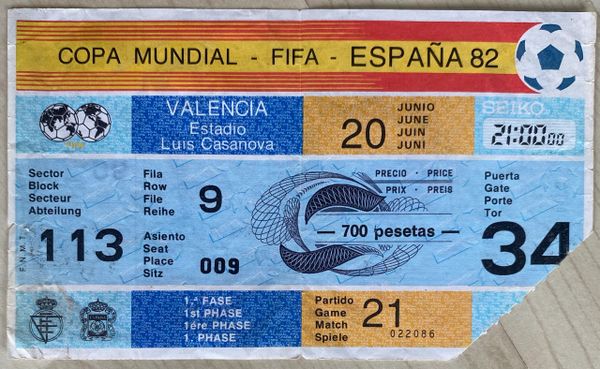 COPA MUNDIAL - FIFA - ESPAÑA 82
VALENCIA
Estadio
Luis Casanova
20
JUNIO
JUNE
JUIN
JUNI
SEIKO
21:00 00
Sector
Block
Secteur
Abteilung
113
Fila
Row
File
Reihe
9
Asiento
Seat
Place
Sitz
009
PRECIO - PRICE
PRIX - PREIS
700 pesetas
Puerta
Gate
Porte
Tor
34
F.N.M.T.
1.ª FASE
1st PHASE
1ére PHASE
1. PHASE
Partido
Game
Match
Spiele
21
022086